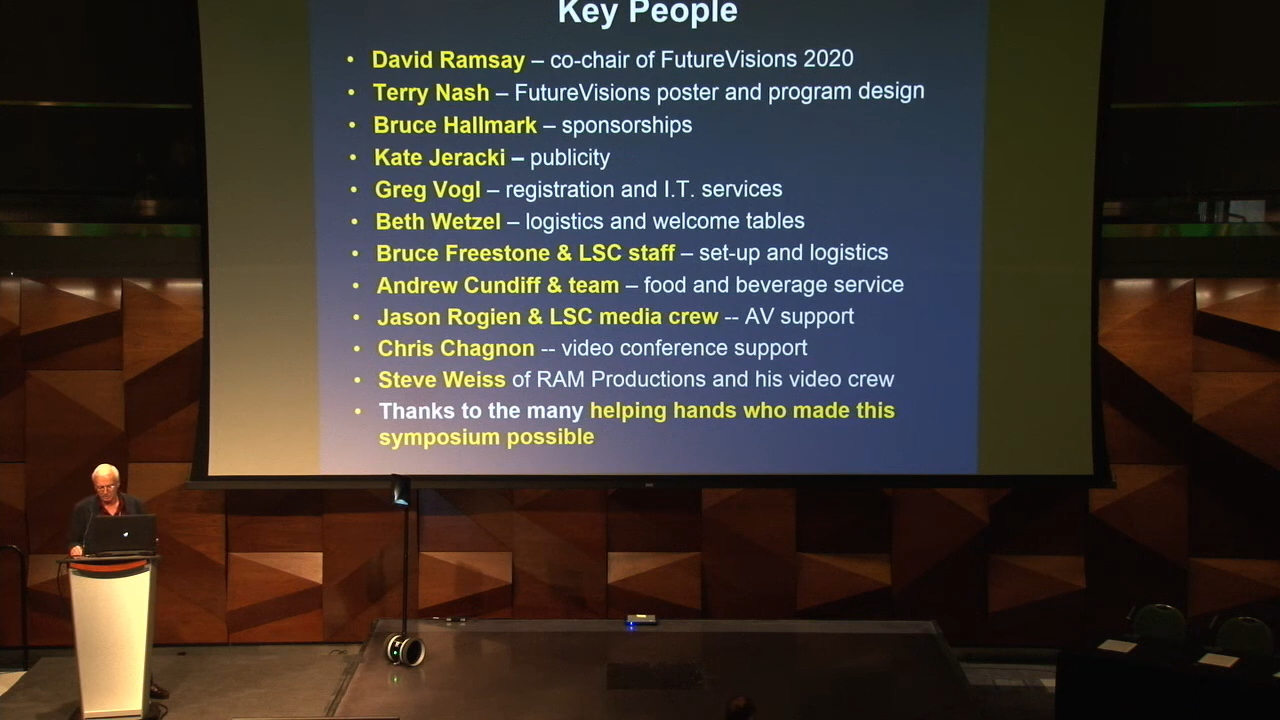 Key People
• David Ramsay – co-chair of FutureVisions 2020
• Terry Nash – FutureVisions poster and program design
• Bruce Hallmark – sponsorships
• Kate Jeracki – publicity
• Greg Vogl – registration and I.T. services
• Beth Wetzel – logistics and welcome tables
• Bruce Freestone & LSC staff – set-up and logistics
• Andrew Cundiff & team – food and beverage service
• Jason Rogien & LSC media crew -- AV support
• Chris Chagnon -- video conference support
• Steve Weiss of RAM Productions and his video crew
• Thanks to the many helping hands who made this
symposium possible